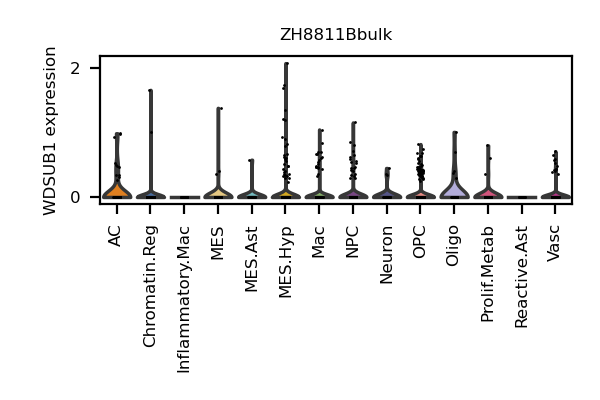 ZH8811Bbulk
WDSUB1 expression
2
0
AC
Chromatin.Reg
Inflammatory.Mac
MES
MES.Ast
MES.Hyp
Mac
NPC
Neuron
OPC
Oligo
Prolif.Metab
Reactive.Ast
Vasc